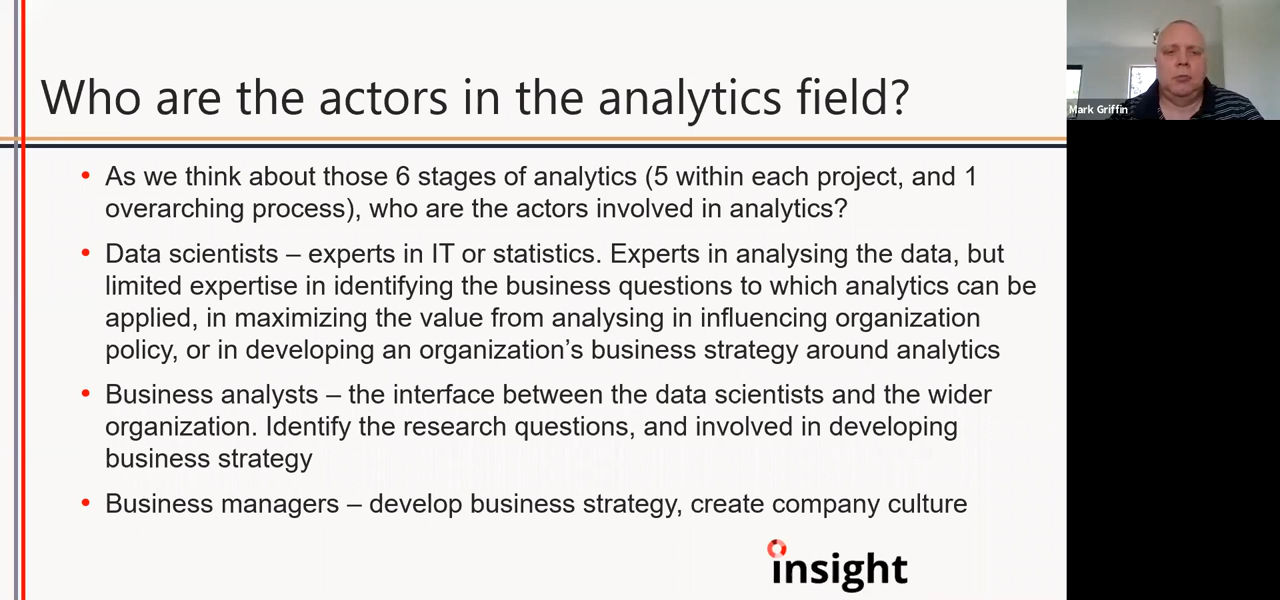 Who are the actors in the analytics field?
Mark Griffin
• As we think about those 6 stages of analytics (5 within each project, and 1
overarching process), who are the actors involved in analytics?
• Data scientists – experts in IT or statistics. Experts in analysing the data, but
limited expertise in identifying the business questions to which analytics can be
applied, in maximizing the value from analysing in influencing organization
policy, or in developing an organization’s business strategy around analytics
• Business analysts – the interface between the data scientists and the wider
organization. Identify the research questions, and involved in developing
business strategy
• Business managers – develop business strategy, create company culture
insight